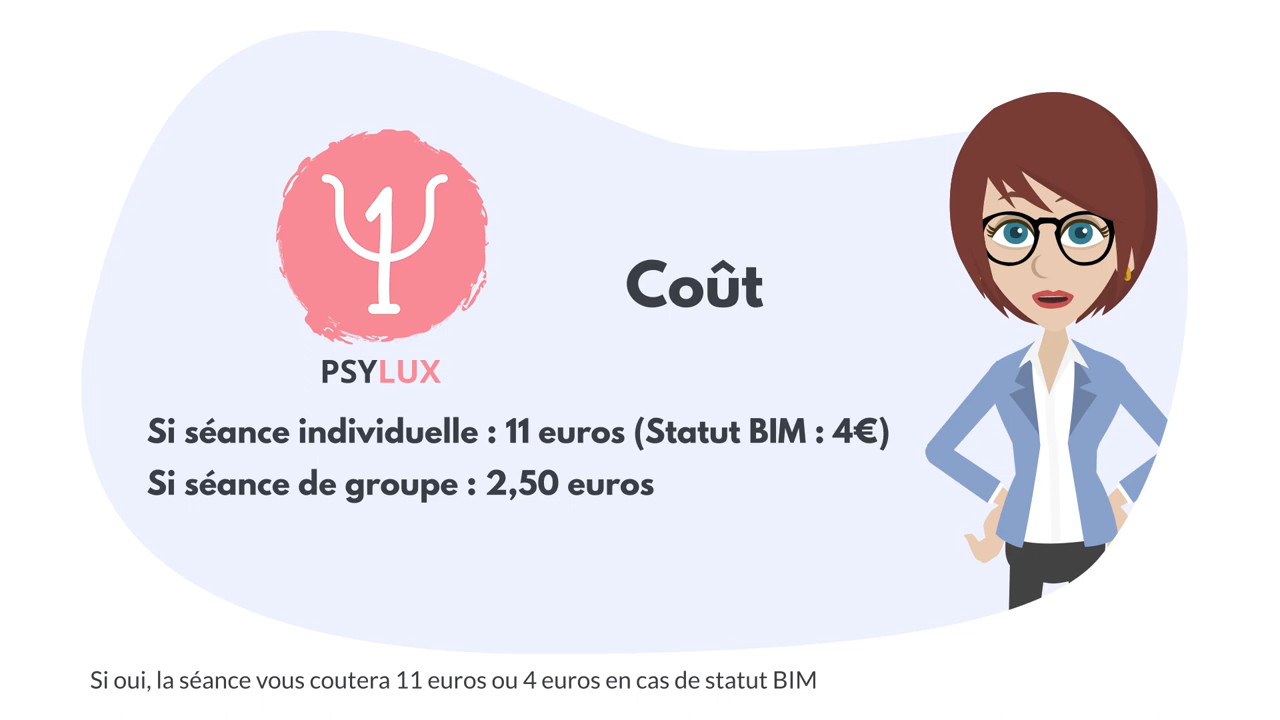 Coût
PSYLUX
Si séance individuelle : 11 euros (Statut BIM : 4€)
Si séance de groupe : 2,50 euros
Si oui, la séance vous coutera 11 euros ou 4 euros en cas de statut BIM